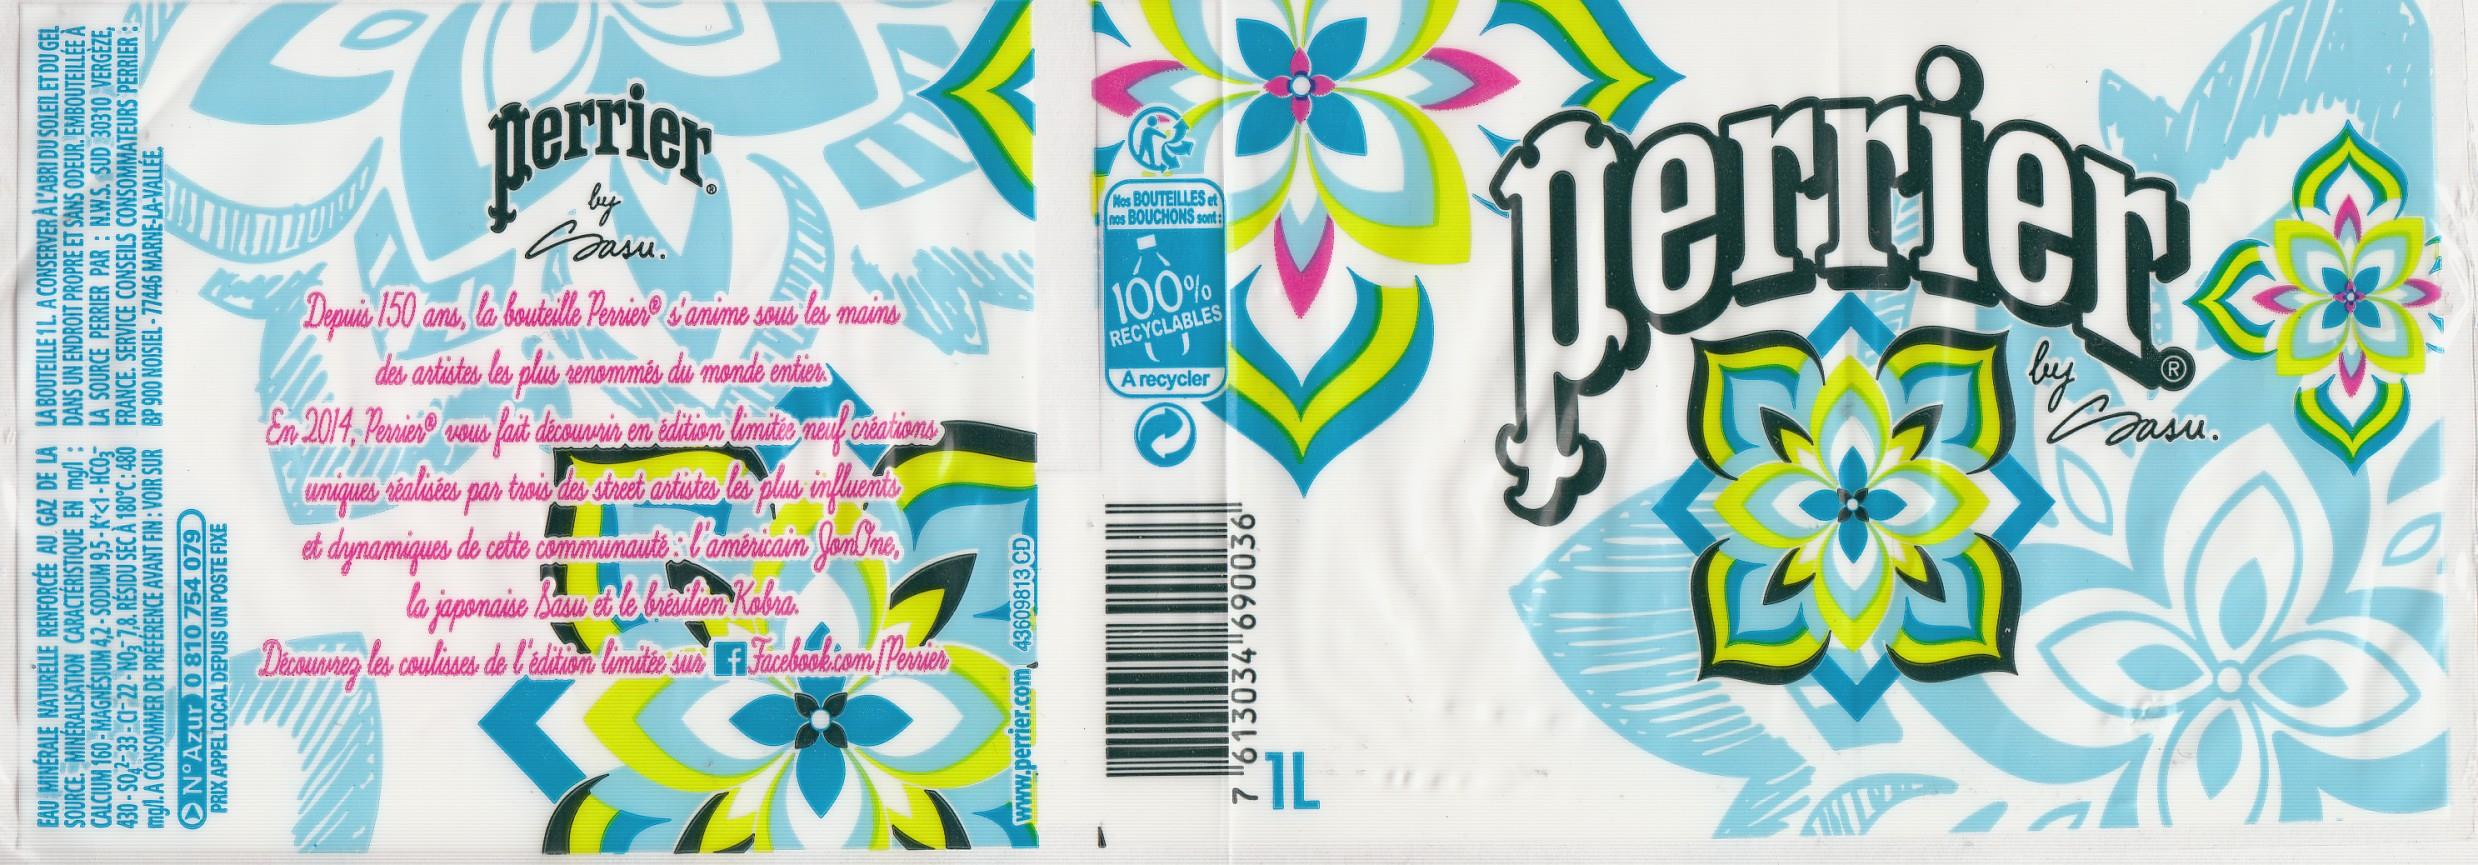 EAU MINÉRALE NATURELLE RENFORCÉE AU GAZ DE LA
SOURCE. MINÉRALISATION CARACTÉRISTIQUE EN mg/l :
CALCIUM 160 - MAGNÉSIUM 4,2 - SODIUM 9,5 - K⁺<1 - HCO₃⁻
430 - SO₄²⁻ 33 - Cl⁻ 22 - NO₃⁻ 7,8. RÉSIDU SEC À 180°C : 480
mg/l. A CONSOMMER DE PRÉFÉRENCE AVANT FIN : VOIR SUR
LA BOUTEILLE 1L. A CONSERVER À L'ABRI DU SOLEIL ET DU GEL
DANS UN ENDROIT PROPRE ET SANS ODEUR. EMBOUTEILLÉE À
LA SOURCE PERRIER PAR : N.W.S. SUD 30310 VERGÈZE,
FRANCE. SERVICE CONSEILS CONSOMMATEURS PERRIER :
BP 900 NOISIEL - 77446 MARNE-LA-VALLÉE.
N°Azur 0 810 754 079
PRIX APPEL LOCAL DEPUIS UN POSTE FIXE
perrier®
by
Sasu.
Depuis 150 ans, la bouteille Perrier® s'anime sous les mains
des artistes les plus renommés du monde entier.
En 2014, Perrier® vous fait découvrir en édition limitée neuf créations
uniques réalisées par trois des street artistes les plus influents
et dynamiques de cette communauté : l'américain JonOne,
la japonaise Sasu et le brésilien Kobra.
Découvrez les coulisses de l'édition limitée sur f Facebook.com/Perrier
www.perrier.com 43609813 CD
Nos BOUTEILLES et
nos BOUCHONS sont :
100%
RECYCLABLES
A recycler
7 613034 690036
1L
perrier®
by
Sasu.